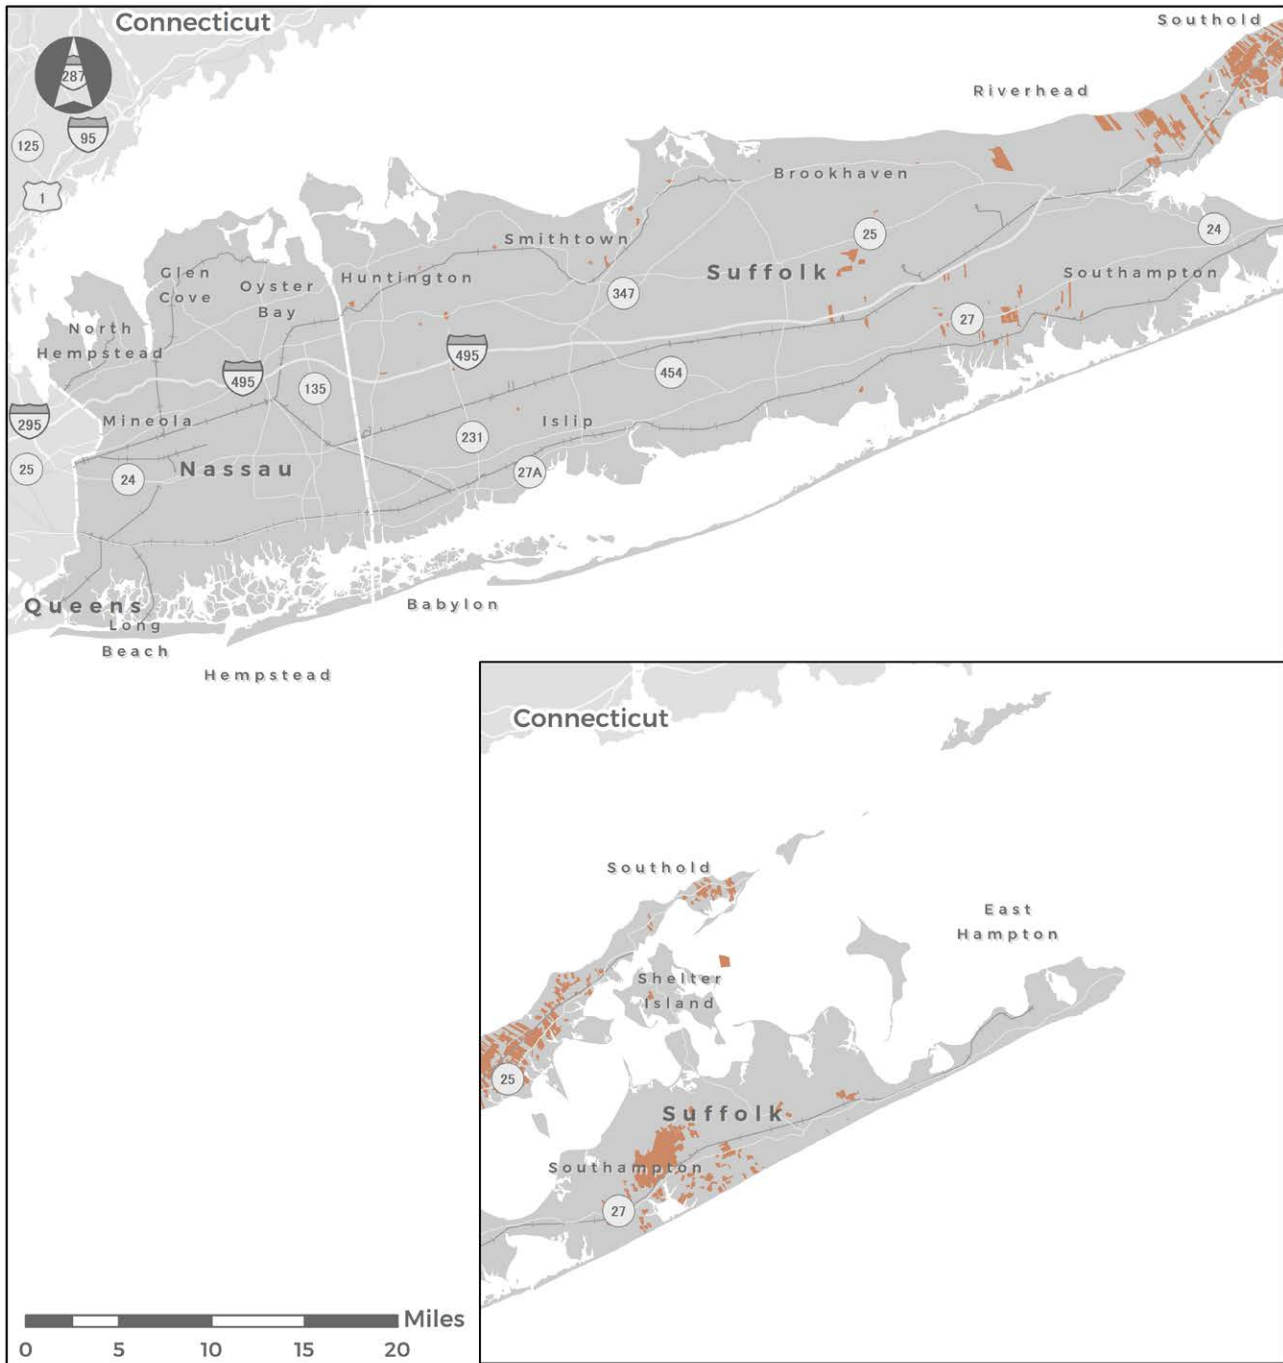 Connecticut
Southold
287
Riverhead
95
125
1
Brookhaven
25
24
Smithtown
Suffolk
Southampton
Glen
Cove
Oyster
Bay
Huntington
347
North
Hempstead
27
495
495
135
454
295
Mineola
231
Islip
25
24
Nassau
27A
Queens
Long
Beach
Babylon
Hempstead
Connecticut
Southold
East
Hampton
Shelter
Island
25
Suffolk
Southampton
27
Miles
0 5 10 15 20